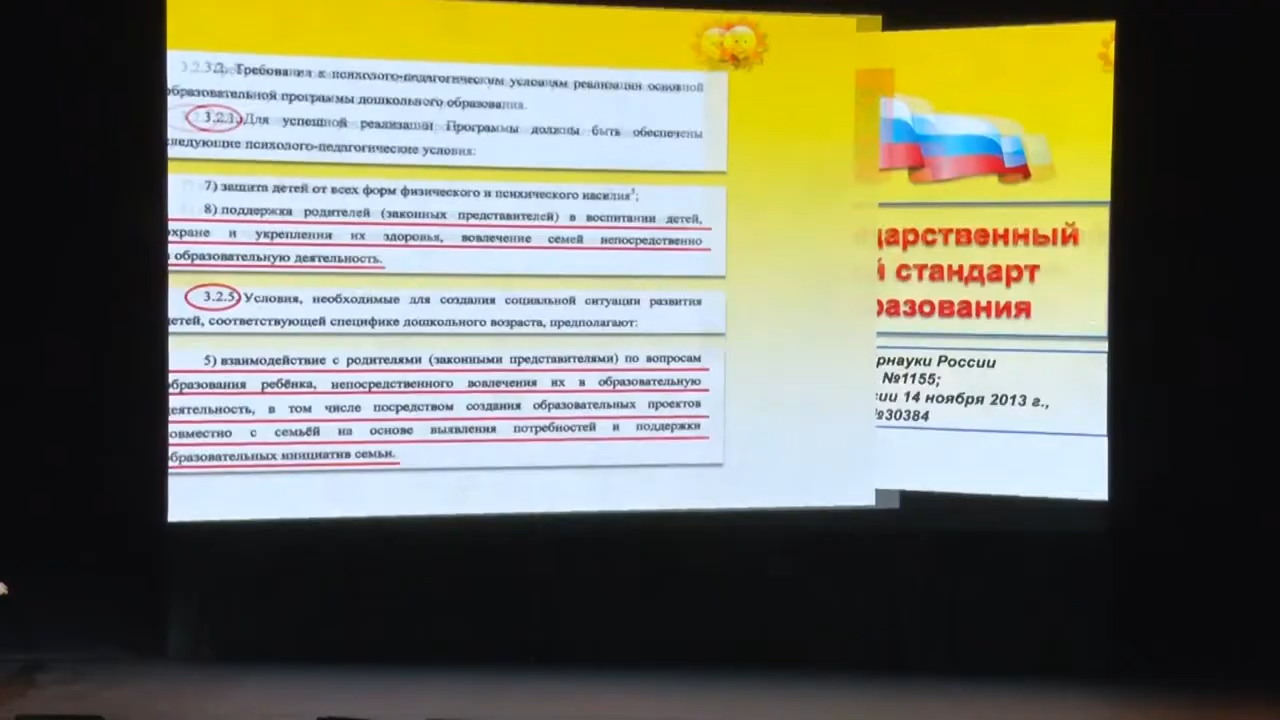 Требования к психолого-педагогическим условиям реализации основной
образовательной программы дошкольного образования.
3.2.1. Для успешной реализации Программы должны быть обеспечены
следующие психолого-педагогические условия:
7) защита детей от всех форм физического и психического насилия³;
8) поддержка родителей (законных представителей) в воспитании детей,
охране и укреплении их здоровья, вовлечение семей непосредственно
в образовательную деятельность.
3.2.5 Условия, необходимые для создания социальной ситуации развития
детей, соответствующей специфике дошкольного возраста, предполагают:
5) взаимодействие с родителями (законными представителями) по вопросам
образования ребёнка, непосредственного вовлечения их в образовательную
деятельность, в том числе посредством создания образовательных проектов
совместно с семьёй на основе выявления потребностей и поддержки
образовательных инициатив семьи.
дарственный
й стандарт
разования
рнауки России
№1155;
сии 14 ноября 2013 г.,
№30384